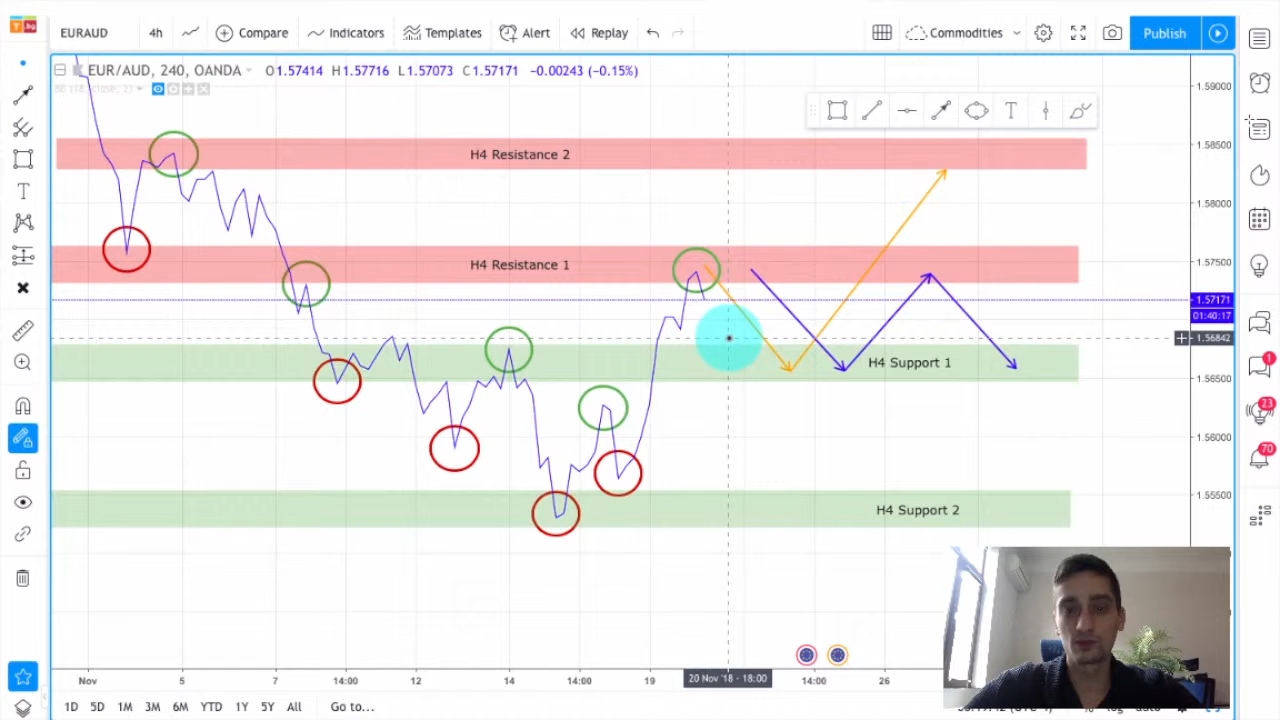 EURAUD 4h Compare Indicators Templates Alert Replay Commodities Publish
EUR/AUD, 240, OANDA O1.57414 H1.57716 L1.57073 C1.57171 −0.00243 (−0.15%)
1.59000
H4 Resistance 2
1.58500
1.58000
H4 Resistance 1
1.57500
1.57171
01:40:17
1.56842
H4 Support 1
1.56500
1.56000
1.55500
H4 Support 2
1
23
70
Nov 5 7 14:00 12 14 14:00 19 20 Nov '18 - 18:00 14:00 26
1D 5D 1M 3M 6M YTD 1Y 5Y All Go to...